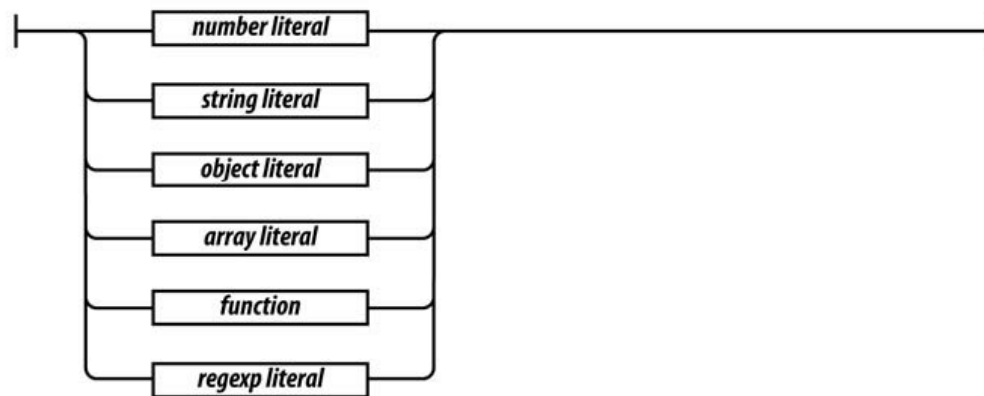 number literal
string literal
object literal
array literal
function
regexp literal